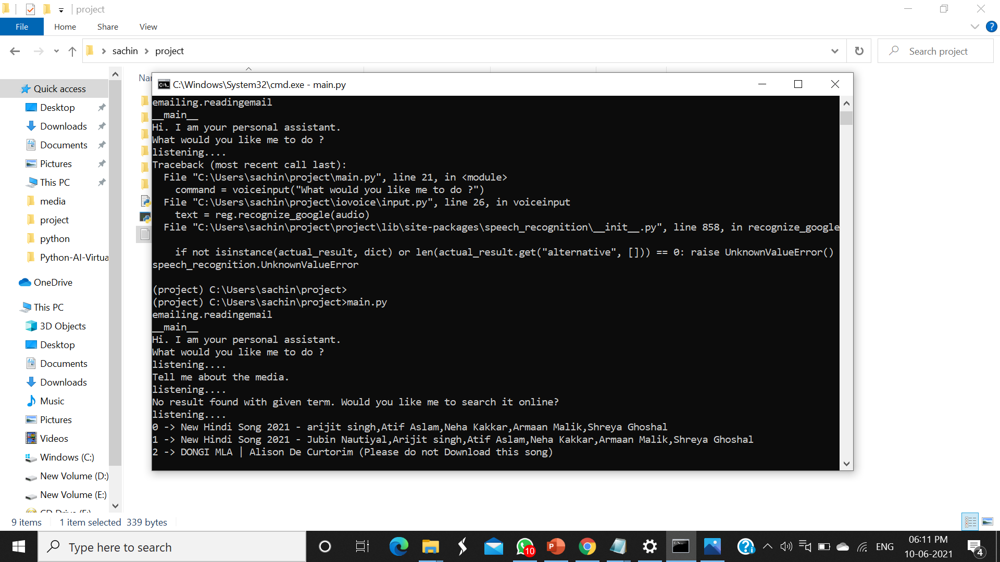 project
File
Home
Share
View
sachin
project
Search project
Quick access
Desktop
Downloads
Documents
Pictures
This PC
media
project
python
Python-AI-Virtua
OneDrive
This PC
3D Objects
Desktop
Documents
Downloads
Music
Pictures
Videos
Windows (C:)
New Volume (D:)
New Volume (E:)
C:\Windows\System32\cmd.exe - main.py
emailing.readingemail
__main__
Hi. I am your personal assistant.
What would you like me to do ?
listening....
Traceback (most recent call last):
  File "C:\Users\sachin\project\main.py", line 21, in <module>
    command = voiceinput("What would you like me to do ?")
  File "C:\Users\sachin\project\iovoice\input.py", line 26, in voiceinput
    text = reg.recognize_google(audio)
  File "C:\Users\sachin\project\project\lib\site-packages\speech_recognition\__init__.py", line 858, in recognize_google
    if not isinstance(actual_result, dict) or len(actual_result.get("alternative", [])) == 0: raise UnknownValueError()
speech_recognition.UnknownValueError
(project) C:\Users\sachin\project>
(project) C:\Users\sachin\project>main.py
emailing.readingemail
__main__
Hi. I am your personal assistant.
What would you like me to do ?
listening....
Tell me about the media.
listening....
No result found with given term. Would you like me to search it online?
listening....
0 -> New Hindi Song 2021 - arijit singh,Atif Aslam,Neha Kakkar,Armaan Malik,Shreya Ghoshal
1 -> New Hindi Song 2021 - Jubin Nautiyal,Arijit singh,Atif Aslam,Neha Kakkar,Armaan Malik,Shreya Ghoshal
2 -> DONGI MLA | Alison De Curtorim (Please do not Download this song)
9 items
1 item selected 339 bytes
Type here to search
10
ENG
06:11 PM
10-06-2021
4